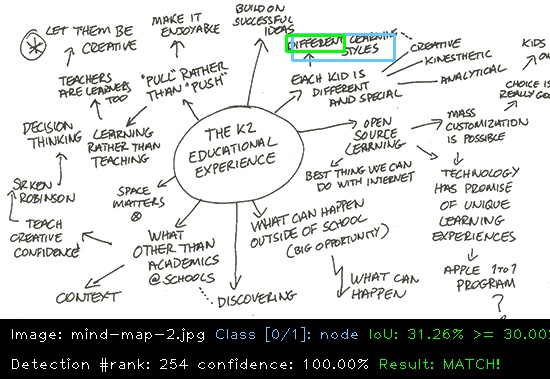 LET THEM BE
CREATIVE
MAKE IT
ENJOYABLE
BUILD ON
SUCCESSFUL
IDEAS
DIFFERENT LEARNING
STYLES
CREATIVE
KINESTHETIC
ANALYTICAL
KIDS
CHOICE IS
REALLY
EACH KID IS
DIFFERENT
AND SPECIAL
TEACHERS
ARE LEARNERS
TOO
"PULL" RATHER
THAN "PUSH"
DECISION
THINKING
LEARNING
RATHER THAN
TEACHING
THE K2
EDUCATIONAL
EXPERIENCE
OPEN
SOURCE
LEARNING
MASS
CUSTOMIZATION
IS POSSIBLE
BEST THING WE CAN
DO WITH INTERNET
TECHNOLOGY
HAS PROMISE
OF UNIQUE
LEARNING
EXPERIENCES
SIR KEN
ROBINSON
SPACE
MATTERS
TEACH
CREATIVE
CONFIDENCE
WHAT
OTHER THAN
ACADEMICS
@ SCHOOLS
WHAT CAN HAPPEN
OUTSIDE OF SCHOOL
(BIG OPPORTUNITY)
APPLE 1 TO 1
PROGRAM
?
CONTEXT
DISCOVERING
WHAT CAN
HAPPEN
Image: mind-map-2.jpg Class [0/1]: node IoU: 31.26% >= 30.00
Detection #rank: 254 confidence: 100.00% Result: MATCH!